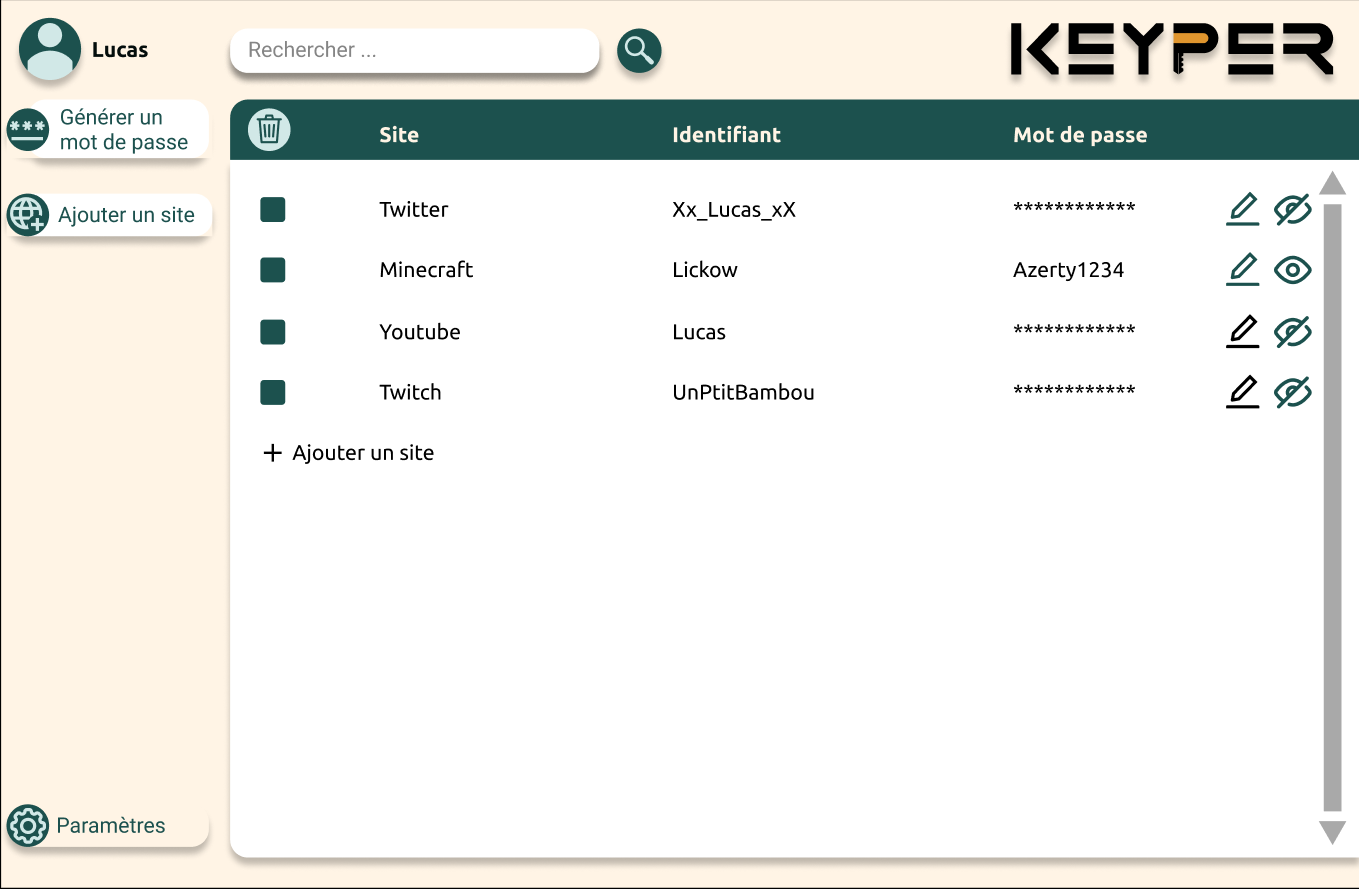 Lucas
Rechercher ...
KEYPER
Générer un
mot de passe
Ajouter un site
Site Identifiant Mot de passe
Twitter Xx_Lucas_xX ************
Minecraft Lickow Azerty1234
Youtube Lucas ************
Twitch UnPtitBambou ************
+ Ajouter un site
Paramètres